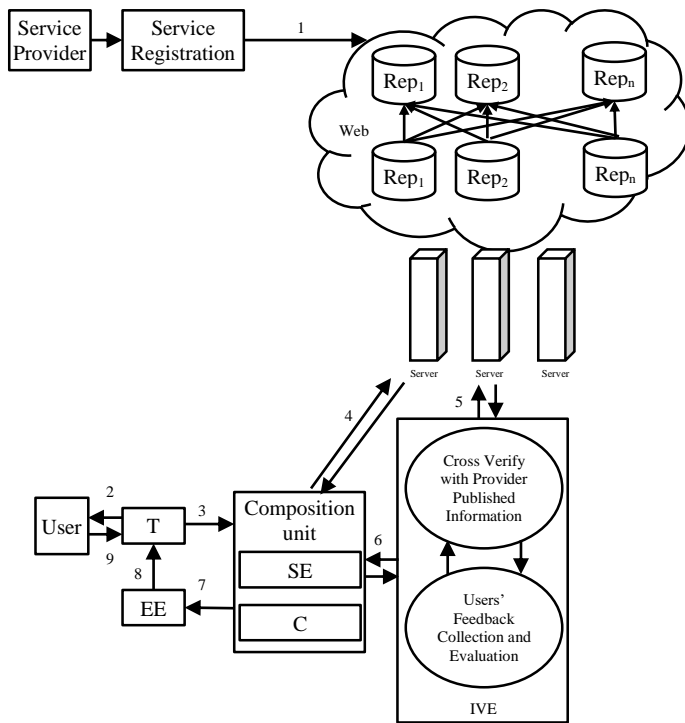 Service
Provider
Service
Registration
1
Rep1
Rep2
Repn
Web
Rep1
Rep2
Repn
Server
Server
Server
4
5
Cross Verify
with Provider
Published
Information
2
User
T
3
9
Composition
unit
6
SE
8
7
EE
C
Users’
Feedback
Collection and
Evaluation
IVE